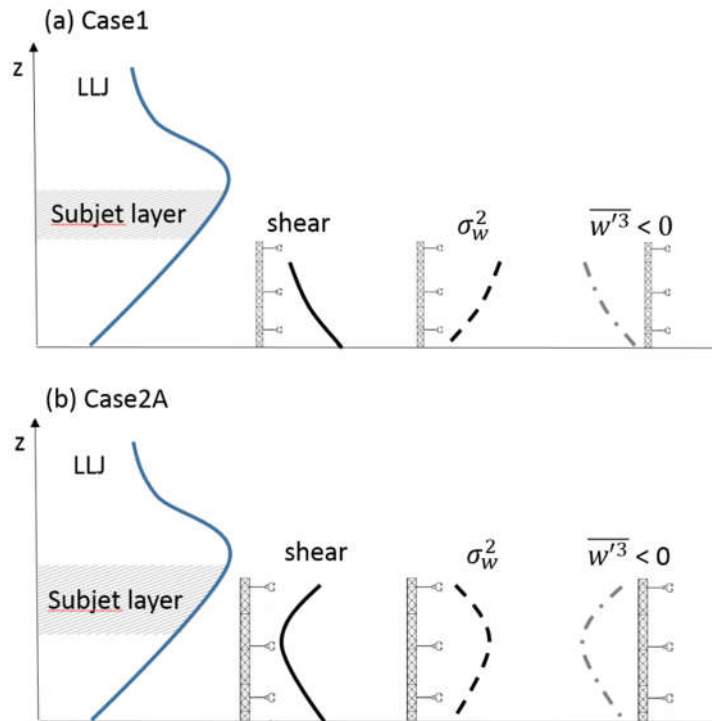 (a) Case1
z
LLJ
Subjet layer
shear
σ_w^2
\overline{w'^3} < 0
(b) Case2A
z
LLJ
Subjet layer
shear
σ_w^2
\overline{w'^3} < 0